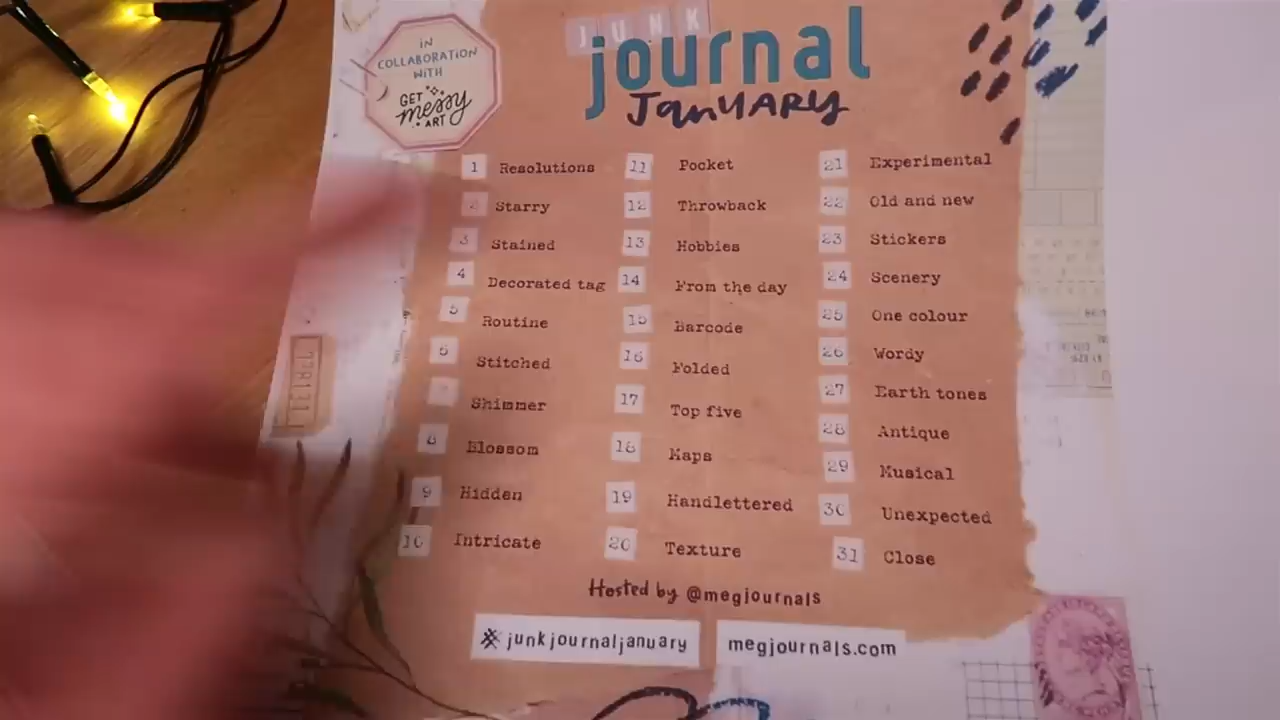 IN
COLLABORATION
WITH
GET
messy
ART
JUNK
journal
JANUARY
1 Resolutions
2 Starry
3 Stained
4 Decorated tag
5 Routine
6 Stitched
7 Shimmer
8 Blossom
9 Hidden
10 Intricate
11 Pocket
12 Throwback
13 Hobbies
14 From the day
15 Barcode
16 Folded
17 Top five
18 Maps
19 Handlettered
20 Texture
21 Experimental
22 Old and new
23 Stickers
24 Scenery
25 One colour
26 Wordy
27 Earth tones
28 Antique
29 Musical
30 Unexpected
31 Close
Hosted by @megjournals
#junkjournaljanuary
megjournals.com